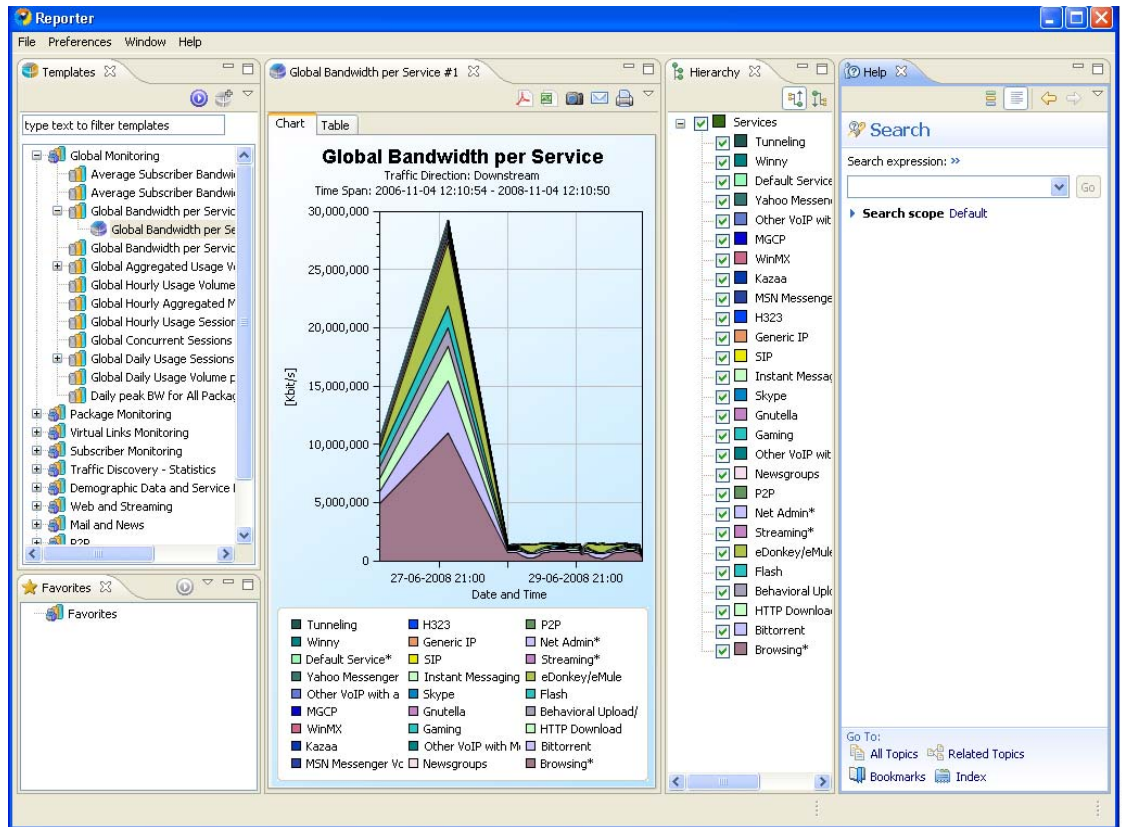 Reporter
File Preferences Window Help
Templates
type text to filter templates
Global Monitoring
Average Subscriber Bandwi
Average Subscriber Bandwi
Global Bandwidth per Servic
Global Bandwidth per Se
Global Bandwidth per Servic
Global Aggregated Usage V
Global Hourly Usage Volume
Global Hourly Aggregated M
Global Hourly Usage Session
Global Concurrent Sessions
Global Daily Usage Sessions
Global Daily Usage Volume p
Daily peak BW for All Packag
Package Monitoring
Virtual Links Monitoring
Subscriber Monitoring
Traffic Discovery - Statistics
Demographic Data and Service
Web and Streaming
Mail and News
P2P
Favorites
Favorites
Global Bandwidth per Service #1
Chart Table
Global Bandwidth per Service
Traffic Direction: Downstream
Time Span: 2006-11-04 12:10:54 - 2008-11-04 12:10:50
30,000,000
25,000,000
20,000,000
15,000,000
10,000,000
5,000,000
0
[Kbit/s]
27-06-2008 21:00 29-06-2008 21:00
Date and Time
Tunneling H323 P2P
Winny Generic IP Net Admin*
Default Service* SIP Streaming*
Yahoo Messenger Instant Messaging eDonkey/eMule
Other VoIP with a Skype Flash
MGCP Gnutella Behavioral Upload/
WinMX Gaming HTTP Download
Kazaa Other VoIP with M Bittorrent
MSN Messenger Vo Newsgroups Browsing*
Hierarchy
Services
Tunneling
Winny
Default Service
Yahoo Messen
Other VoIP wit
MGCP
WinMX
Kazaa
MSN Messenge
H323
Generic IP
SIP
Instant Messag
Skype
Gnutella
Gaming
Other VoIP wit
Newsgroups
P2P
Net Admin*
Streaming*
eDonkey/eMule
Flash
Behavioral Uplo
HTTP Downloa
Bittorrent
Browsing*
Help
Search
Search expression: »
Go
Search scope Default
Go To:
All Topics Related Topics
Bookmarks Index